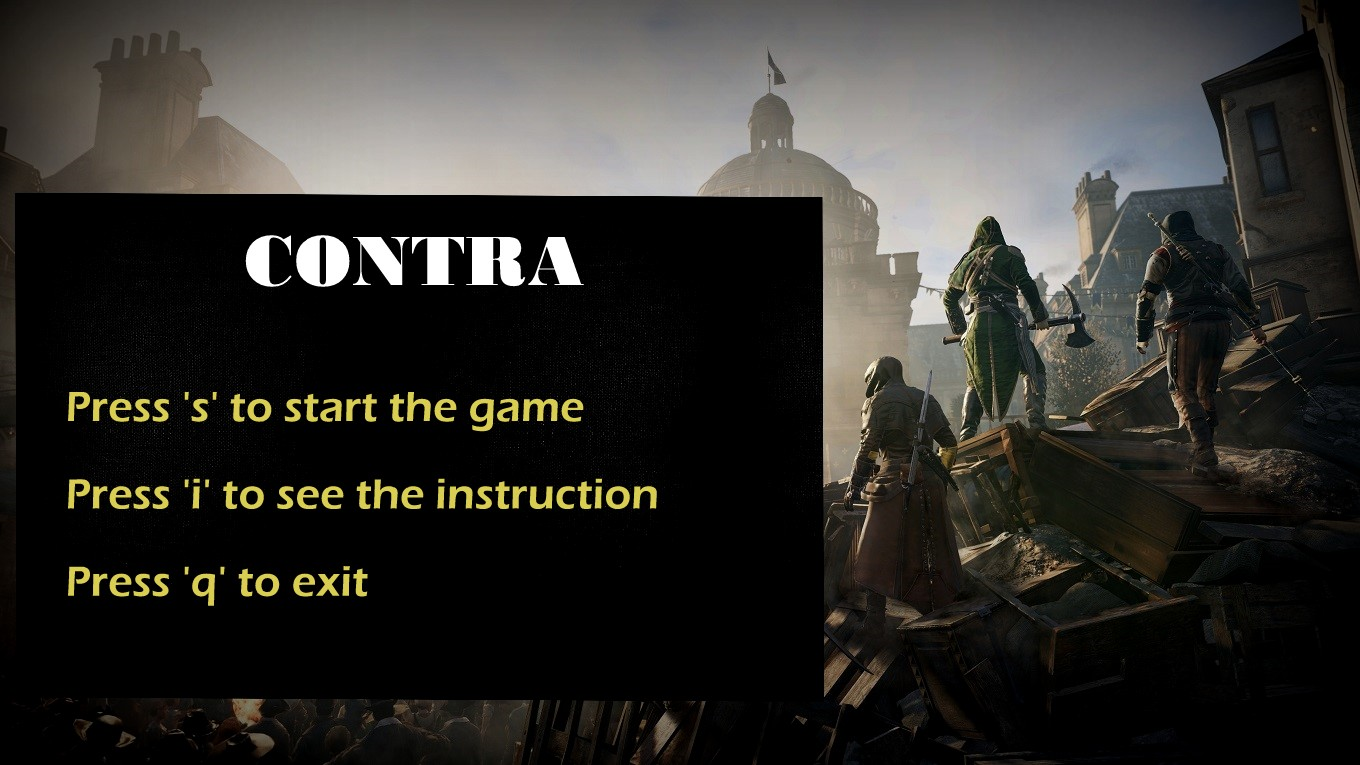 CONTRA
Press 's' to start the game
Press 'i' to see the instruction
Press 'q' to exit